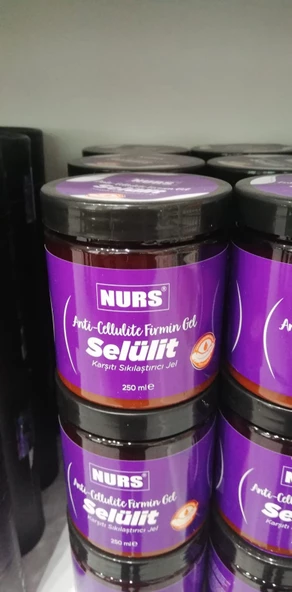 NURS®
Anti-Cellulite Firmin Gel
Selülit
Karşıtı Sıkılaştırıcı Jel
250 ml e
NURS®
Anti-Cellulite Firmin Gel
Selülit
Karşıtı Sıkılaştırıcı Jel
250 ml e